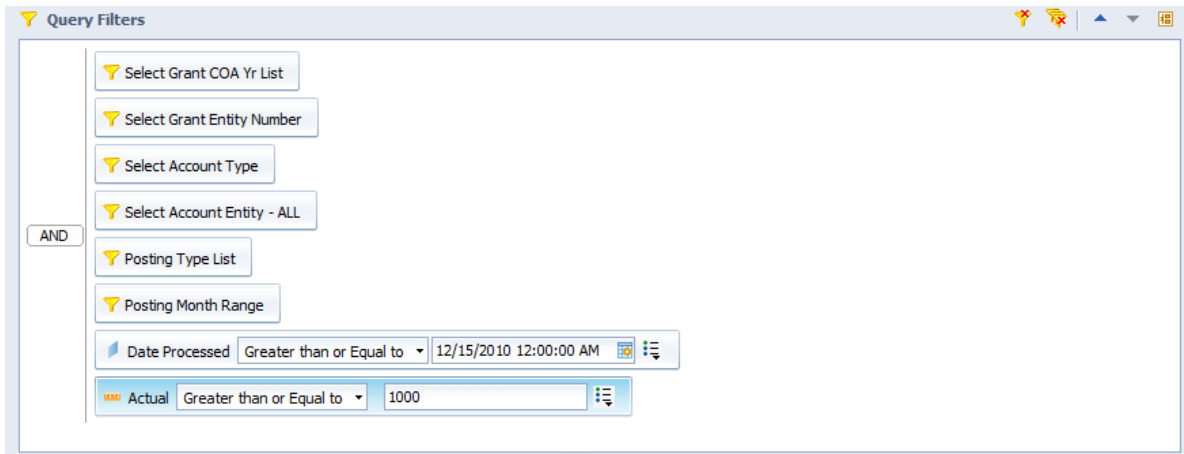 Query Filters
Select Grant COA Yr List
Select Grant Entity Number
Select Account Type
Select Account Entity - ALL
AND
Posting Type List
Posting Month Range
Date Processed Greater than or Equal to 12/15/2010 12:00:00 AM
Actual Greater than or Equal to 1000